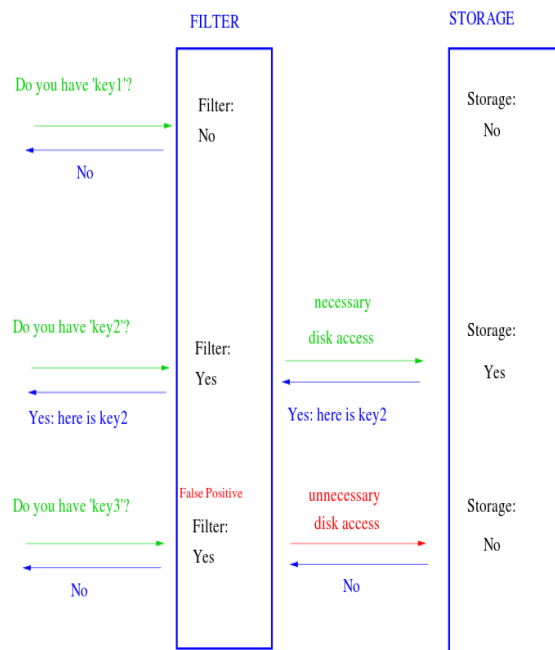 FILTER
STORAGE
Do you have 'key1'?
Filter:
No
Storage:
No
No
necessary
disk access
Do you have 'key2'?
Filter:
Yes
Storage:
Yes
Yes: here is key2
Yes: here is key2
False Positive
Do you have 'key3'?
Filter:
Yes
unnecessary
disk access
Storage:
No
No
No